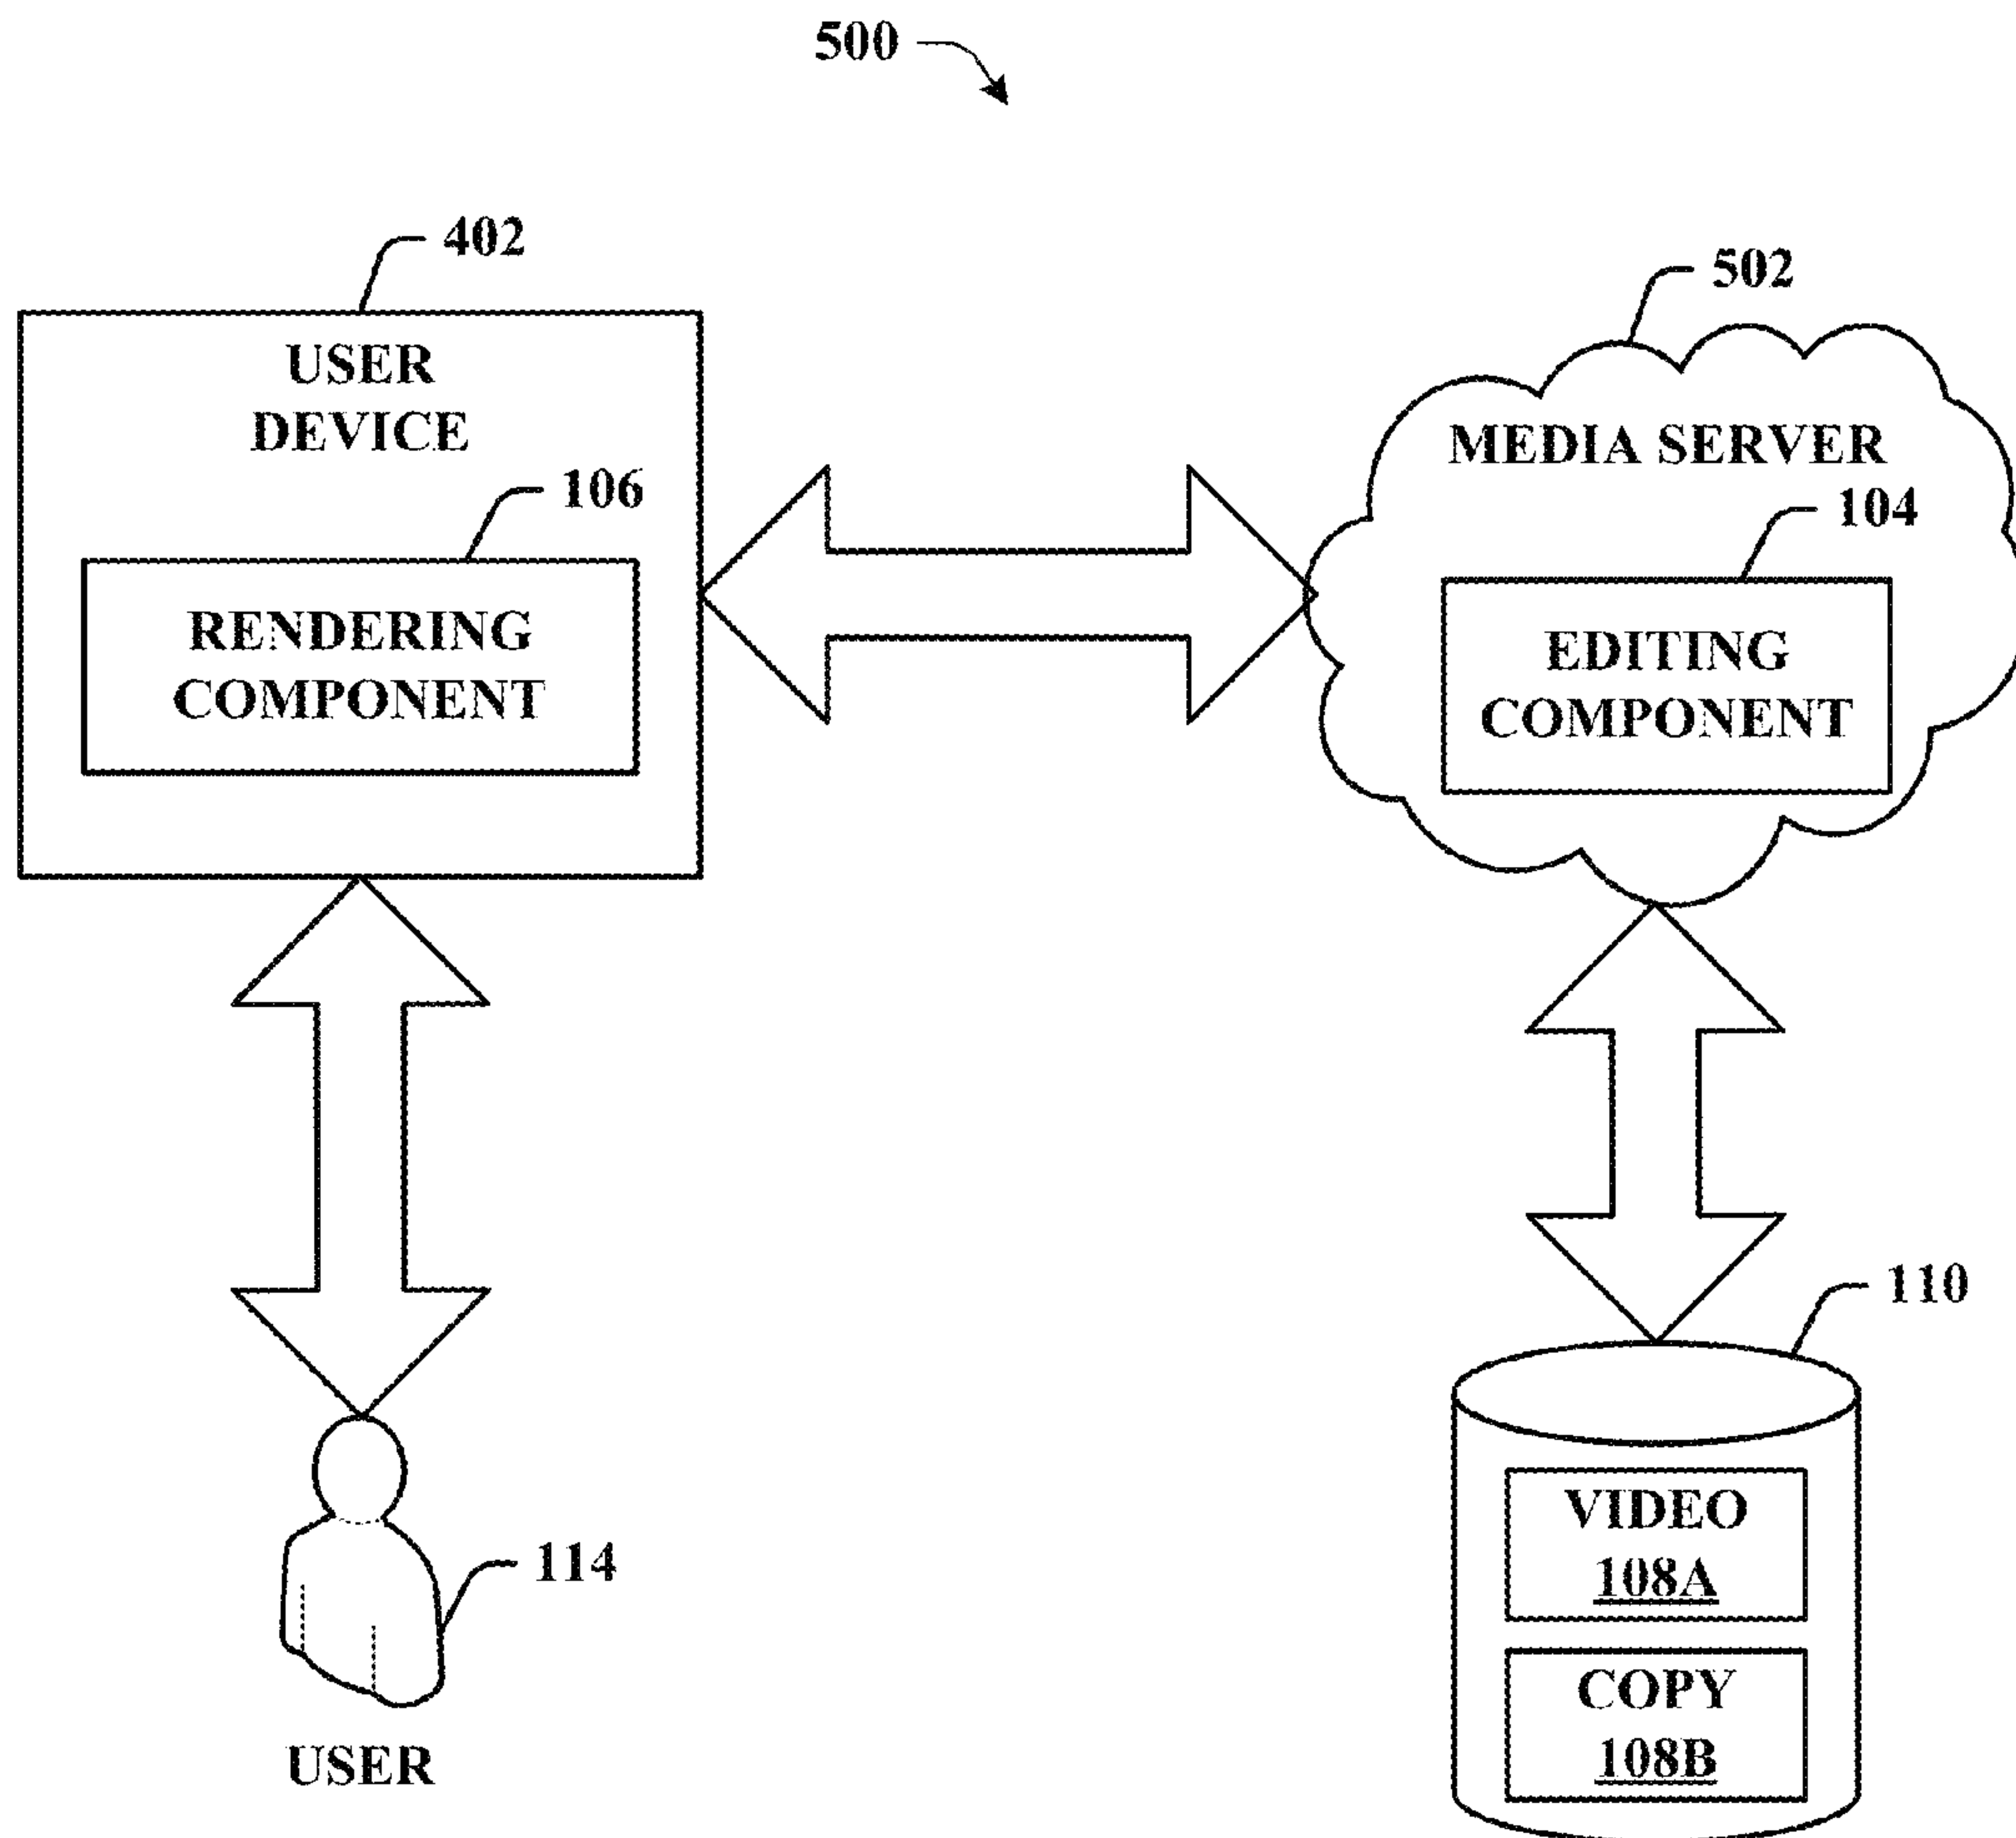 500
402
USER
DEVICE
106
RENDERING
COMPONENT
502
MEDIA SERVER
104
EDITING
COMPONENT
110
VIDEO
108A
COPY
108B
114
USER